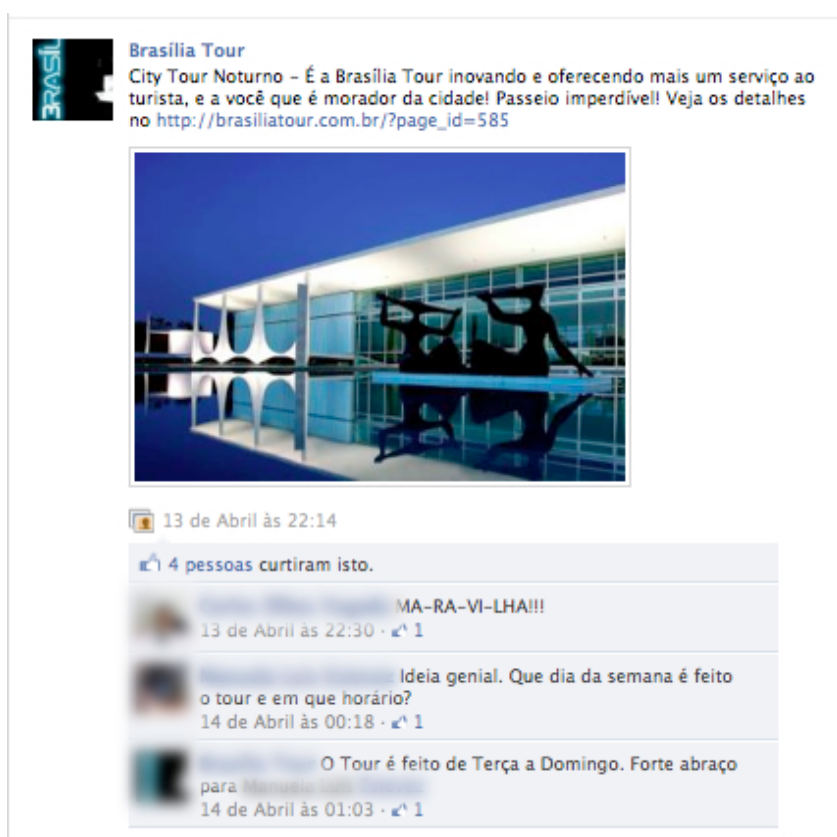 BRASÍL
Brasília Tour
City Tour Noturno – É a Brasília Tour inovando e oferecendo mais um serviço ao
turista, e a você que é morador da cidade! Passeio imperdível! Veja os detalhes
no http://brasiliatour.com.br/?page_id=585
13 de Abril às 22:14
4 pessoas curtiram isto.
MA-RA-VI-LHA!!!
13 de Abril às 22:30 · 1
Ideia genial. Que dia da semana é feito
o tour e em que horário?
14 de Abril às 00:18 · 1
O Tour é feito de Terça a Domingo. Forte abraço
para
14 de Abril às 01:03 · 1